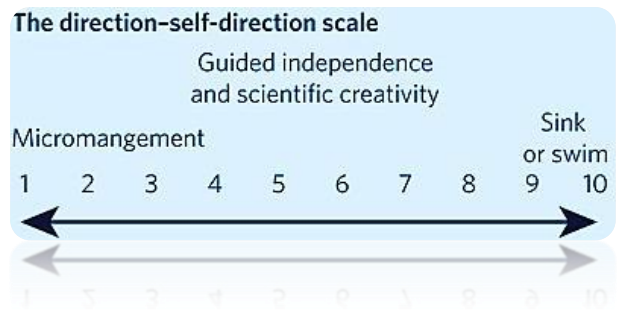 The direction–self-direction scale
Guided independence
and scientific creativity
Sink
Micromangement
or swim
1 2 3 4 5 6 7 8 9 10